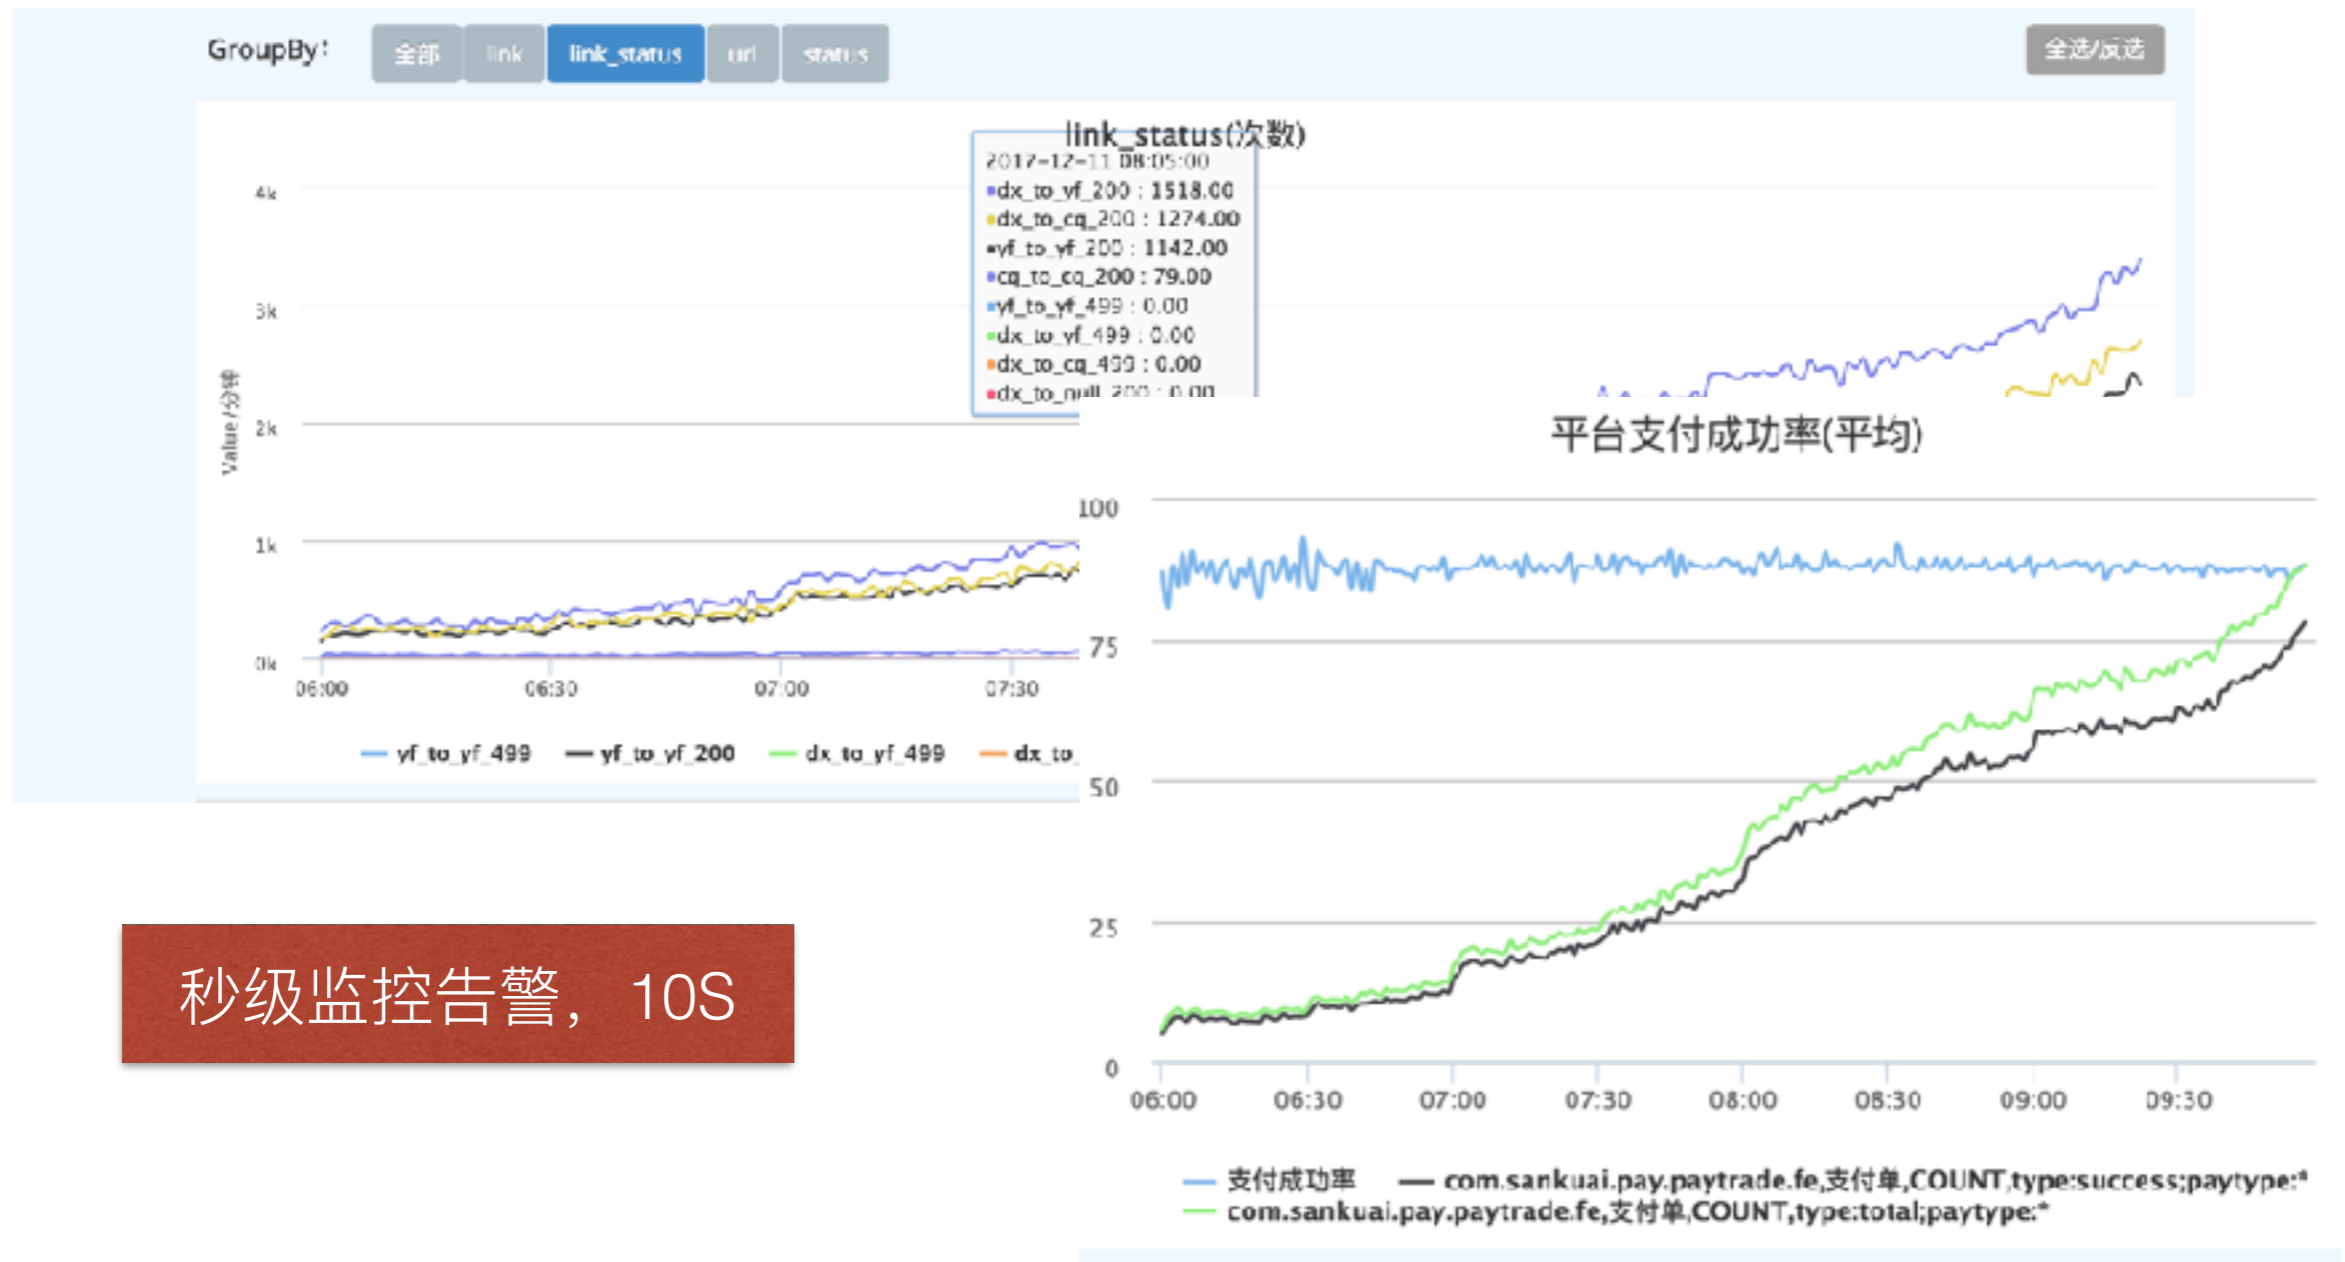 GroupBy: 全部 link link_status url status 全选/反选
link_status(次数)
2017-12-11 08:05:00
dx_to_yf_200 : 1518.00
dx_to_cq_200 : 1274.00
yf_to_yf_200 : 1142.00
cq_to_cq_200 : 79.00
yf_to_yf_499 : 0.00
dx_to_yf_499 : 0.00
dx_to_cq_499 : 0.00
dx_to_null_200 : 0.00
4k
3k
2k
1k
0k
Value/分钟
06:00 06:30 07:00 07:30
yf_to_yf_499 yf_to_yf_200 dx_to_yf_499 dx_to_
平台支付成功率(平均)
100
75
50
25
0
06:00 06:30 07:00 07:30 08:00 08:30 09:00 09:30
支付成功率 com.sankuai.pay.paytrade.fe,支付单,COUNT,type:success;paytype:*
com.sankuai.pay.paytrade.fe,支付单,COUNT,type:total;paytype:*
秒级监控告警，10S